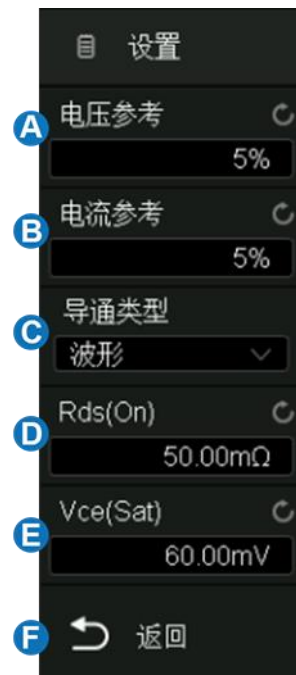 设置
A 电压参考
5%
B 电流参考
5%
C 导通类型
波形
D Rds(On)
50.00mΩ
E Vce(Sat)
60.00mV
F 返回